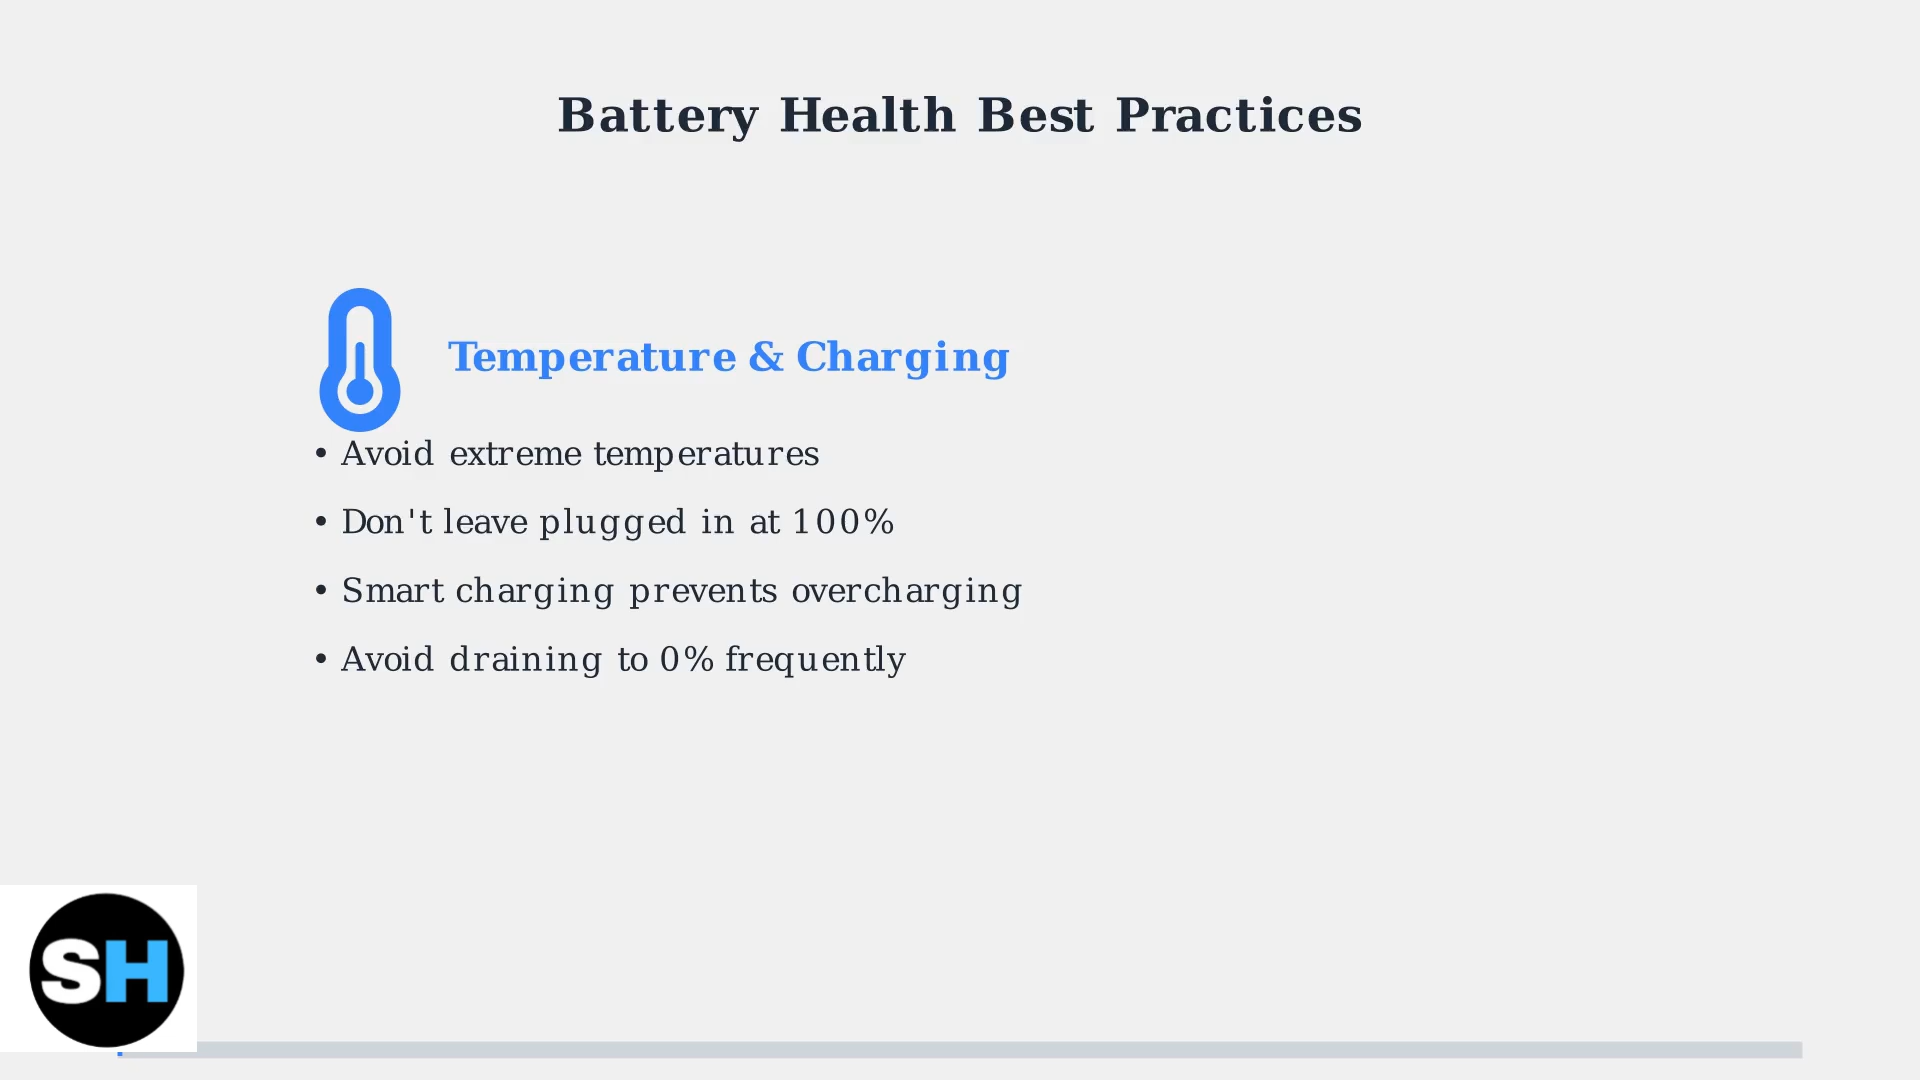 Battery Health Best Practices
Temperature & Charging
• Avoid extreme temperatures
• Don't leave plugged in at 100%
• Smart charging prevents overcharging
• Avoid draining to 0% frequently
SH